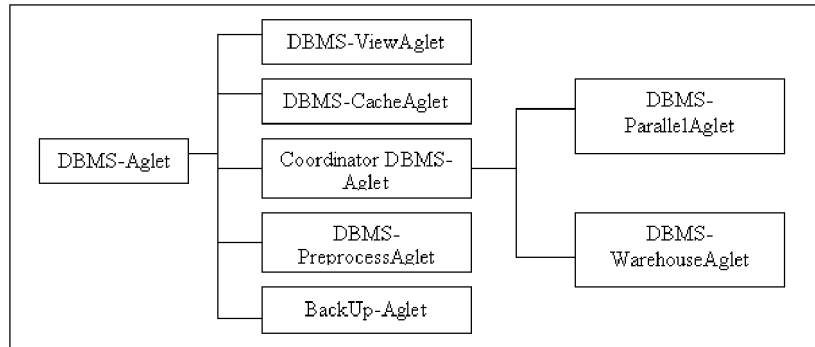 DBMS-Aglet
DBMS-ViewAglet
DBMS-CacheAglet
Coordinator DBMS-
Aglet
DBMS-
PreprocessAglet
BackUp-Aglet
DBMS-
ParallelAglet
DBMS-
WarehouseAglet